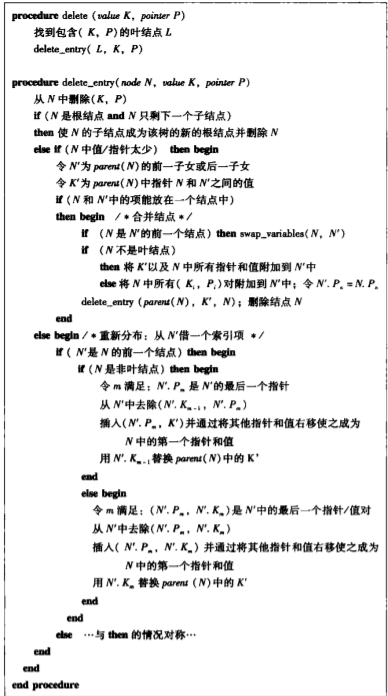 procedure delete (value K, pointer P)
找到包含( K, P)的叶结点 L
delete_entry( L, K, P)
procedure delete_entry(node N, value K, pointer P)
从 N 中删除(K, P)
if (N 是根结点 and N 只剩下一个子结点)
then 使 N 的子结点成为该树的新的根结点并删除 N
else if (N 中值/指针太少) then begin
令 N'为 parent(N)的前一子女或后一子女
令 K'为 parent(N)中指针 N 和 N'之间的值
if (N 和 N'中的项能放在一个结点中)
then begin /*合并结点*/
if (N 是 N'的前一个结点) then swap_variables(N, N')
if (N 不是叶结点)
then 将 K'以及 N 中所有指针和值附加到 N'中
else 将 N 中所有( Kᵢ, Pᵢ)对附加到 N'中; 令 N'. Pₙ = N. Pₙ
delete_entry (parent(N), K', N); 删除结点 N
end
else begin /*重新分布: 从 N'借一个索引项 */
if ( N'是 N 的前一个结点) then begin
if (N 是非叶结点) then begin
令 m 满足: N'. Pₘ 是 N'的最后一个指针
从 N'中去除(N'. Kₘ₋₁, N'. Pₘ)
插入(N'. Pₘ, K')并通过将其他指针和值右移使之成为
N 中的第一个指针和值
用 N'. Kₘ₋₁替换 parent(N)中的 K'
end
else begin
令 m 满足: (N'. Pₘ, N'. Kₘ)是 N'中的最后一个指针/值对
从 N'中去除(N'. Pₘ, N'. Kₘ)
插入( N'. Pₘ, N'. Kₘ) 并通过将其他指针和值右移使之成为
N 中的第一个指针和值
用 N'. Kₘ 替换 parent (N)中的 K'
end
end
else …与 then 的情况对称…
end
end
end procedure